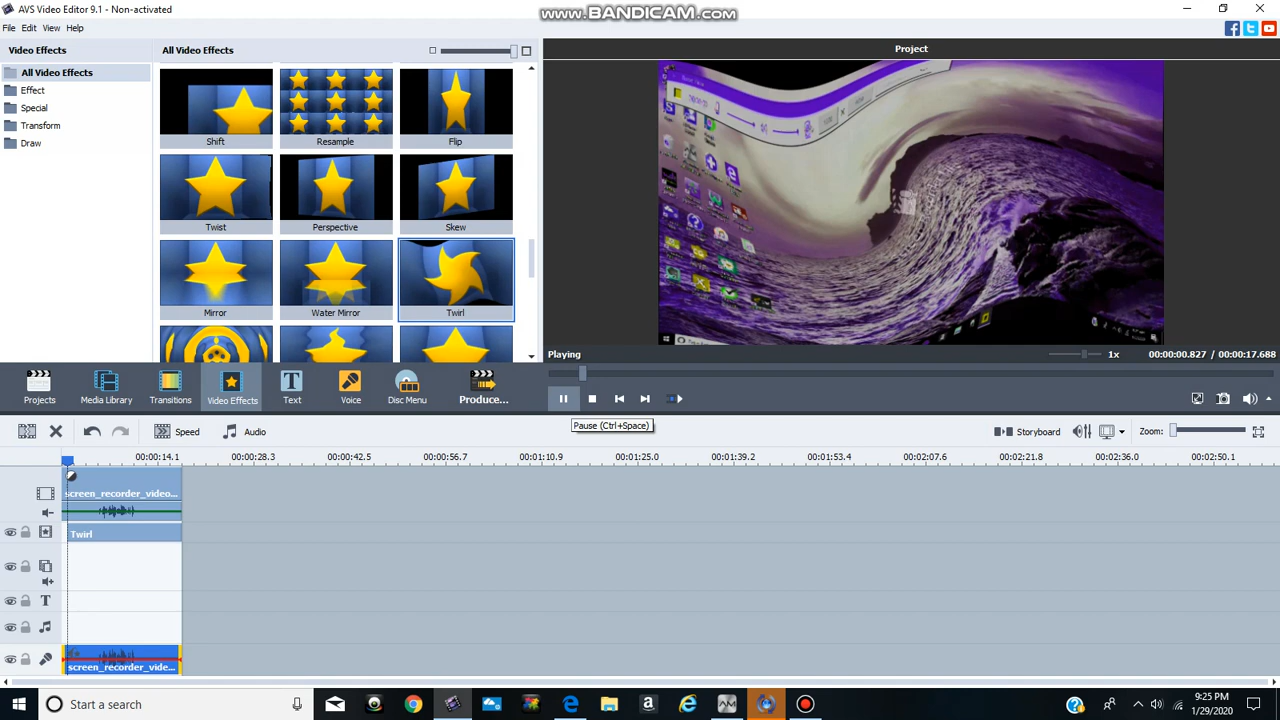 AVS Video Editor 9.1 - Non-activated
www.BANDICAM.com
File Edit View Help
Video Effects
All Video Effects
Project
All Video Effects
Effect
Special
Transform
Draw
Shift
Resample
Flip
Twist
Perspective
Skew
Mirror
Water Mirror
Twirl
Playing
1x
00:00:00.827 / 00:00:17.688
Projects
Media Library
Transitions
Video Effects
Text
Voice
Disc Menu
Produce...
Pause (Ctrl+Space)
Speed
Audio
Storyboard
Zoom:
00:00:14.1 00:00:28.3 00:00:42.5 00:00:56.7 00:01:10.9 00:01:25.0 00:01:39.2 00:01:53.4 00:02:07.6 00:02:21.8 00:02:36.0 00:02:50.1
screen_recorder_video...
Twirl
screen_recorder_vide...
Start a search
9:25 PM
1/29/2020